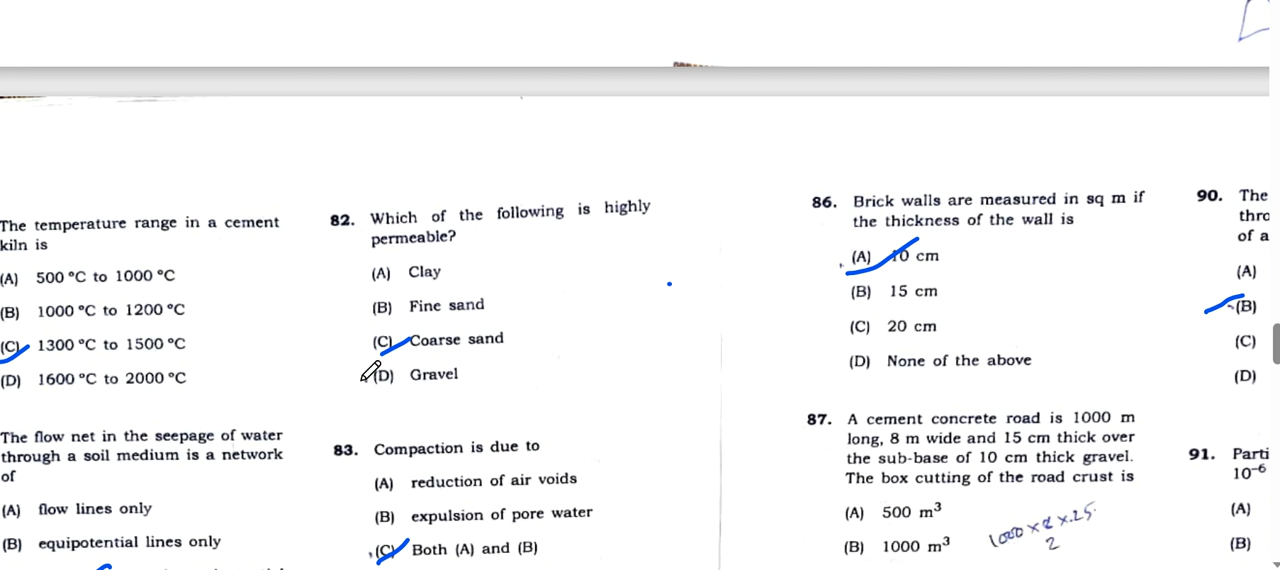 The temperature range in a cement
kiln is
(A) 500 °C to 1000 °C
(B) 1000 °C to 1200 °C
(C) 1300 °C to 1500 °C
(D) 1600 °C to 2000 °C
The flow net in the seepage of water
through a soil medium is a network
of
(A) flow lines only
(B) equipotential lines only
82. Which of the following is highly
permeable?
(A) Clay
(B) Fine sand
(C) Coarse sand
(D) Gravel
83. Compaction is due to
(A) reduction of air voids
(B) expulsion of pore water
(C) Both (A) and (B)
86. Brick walls are measured in sq m if
the thickness of the wall is
(A) 10 cm
(B) 15 cm
(C) 20 cm
(D) None of the above
87. A cement concrete road is 1000 m
long, 8 m wide and 15 cm thick over
the sub-base of 10 cm thick gravel.
The box cutting of the road crust is
(A) 500 m³
(B) 1000 m³
2
90. The
of a
(A)
(B)
(C)
(D)
91.
10⁻⁶
(A)
(B)